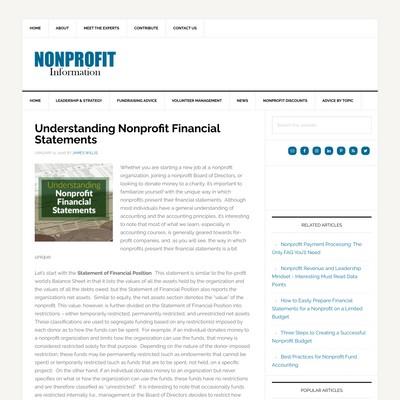 HOME ABOUT MEET THE EXPERTS CONTRIBUTE CONTACT US
NONPROFIT
Information
HOME LEADERSHIP & STRATEGY FUNDRAISING ADVICE VOLUNTEER MANAGEMENT NEWS NONPROFIT DISCOUNTS ADVICE BY TOPIC
Understanding Nonprofit Financial
Statements
BY JAMES WILLIS
Understanding
Nonprofit
Financial
Statements
Whether you are starting a new job at a nonprofit
organization, joining a nonprofit Board of Directors, or
looking to donate money to a charity, it's important to
familiarize yourself with the unique way in which
nonprofits present their financial statements. Although
most individuals have a general understanding of
accounting and the accounting principles, it's interesting
to note that most of what we learn, especially in
accounting courses, is generally geared towards for-
profit companies, and, as you will see, the way in which
nonprofits present their financial statements is a bit
unique.
Let's start with the Statement of Financial Position. This statement is similar to the for-profit
world's Balance Sheet in that it lists the values of all the assets held by the organization and
the values of all the debts owed, but the Statement of Financial Position also reports the
organization's net assets. Similar to equity, the net assets section denotes the "value" of the
nonprofit. This value, however, is further divided on the Statement of Financial Position into
restrictions - either temporarily restricted, permanently restricted, and unrestricted net assets.
These classifications are used to segregate funding based on any restriction(s) imposed by
each donor as to how the funds can be spent. For example, if an individual donates money to
a nonprofit organization and limits how the organization can use the funds, that money is
considered restricted solely for that purpose. Depending on the nature of the donor-imposed
restriction, these funds may be permanently restricted (such as endowments that cannot be
spent) or temporarily restricted (such as funds that are to be spent, not held, on a specific
project). On the other hand, if an individual donates money to an organization but never
specifies on what or how the organization can use the funds, these funds have no restrictions
and are therefore classified as "unrestricted". It is interesting to note that occasionally funds
are restricted internally (i.e., management or the Board of Directors decides to restrict how
Search this website
RELATED ARTICLES
Nonprofit Payment Processing: The
Only FAQ You'll Need
Nonprofit Revenue and Leadership
Mindset - Interesting Must Read Data
Points
How to Easily Prepare Financial
Statements for a Nonprofit on a Limited
Budget
Three Steps to Creating a Successful
Nonprofit Budget
Best Practices for Nonprofit Fund
Accounting
POPULAR ARTICLES